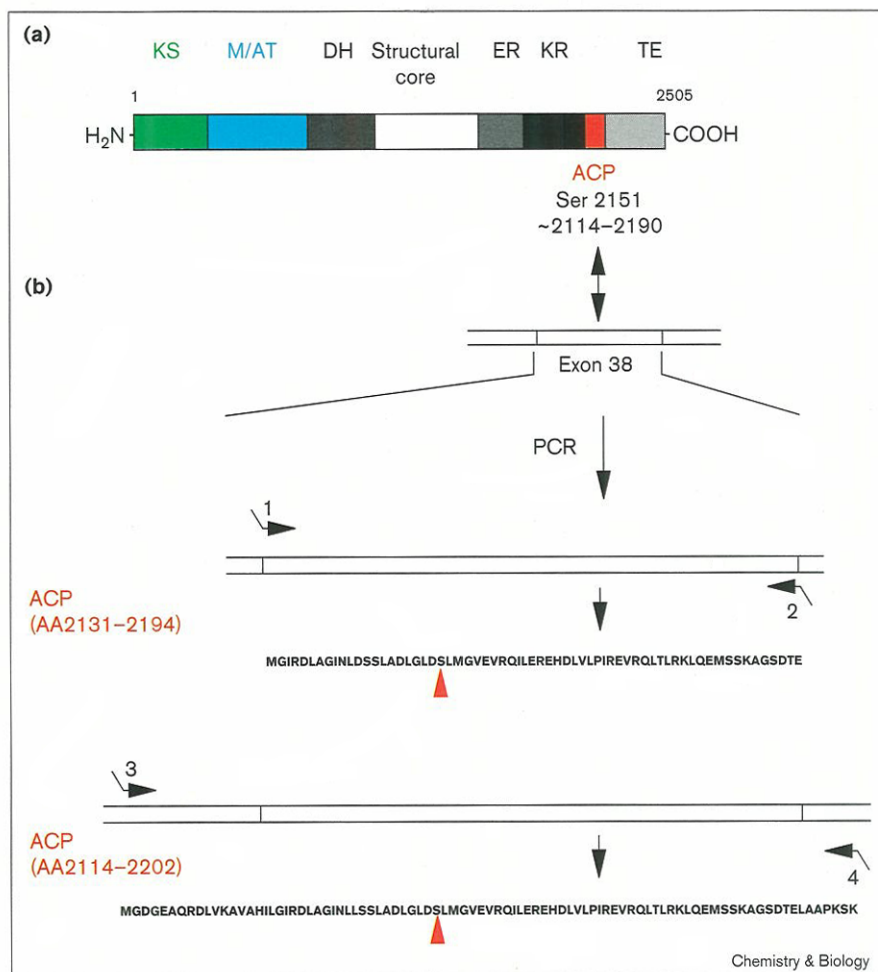 (a)
KS M/AT DH Structural core ER KR TE
1 2505
H₂N COOH
ACP
Ser 2151
~2114–2190
(b)
Exon 38
PCR
1
2
ACP
(AA2131–2194)
MGIRDLAGINLDSSLADLGLDSLMGVEVRQILEREHDLVLPIREVRQLTLRKLQEMSSKAGSDTE
3
4
ACP
(AA2114–2202)
MGDGEAQRDLVKAVAHILGIRDLAGINLLSSLADLGLDSLMGVEVRQILEREHDLVLPIREVRQLTLRKLQEMSSKAGSDTELAAPKSK
Chemistry & Biology